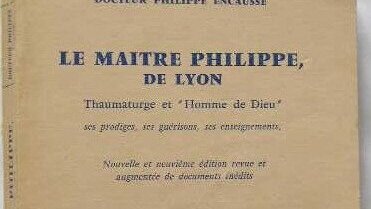 DOCTEUR PHILIPPE ENCAUSSE
LE MAITRE PHILIPPE,
DE LYON
Thaumaturge et "Homme de Dieu"
ses prodiges, ses guérisons, ses enseignements,
Nouvelle et neuvième édition revue et
augmentée de documents inédits